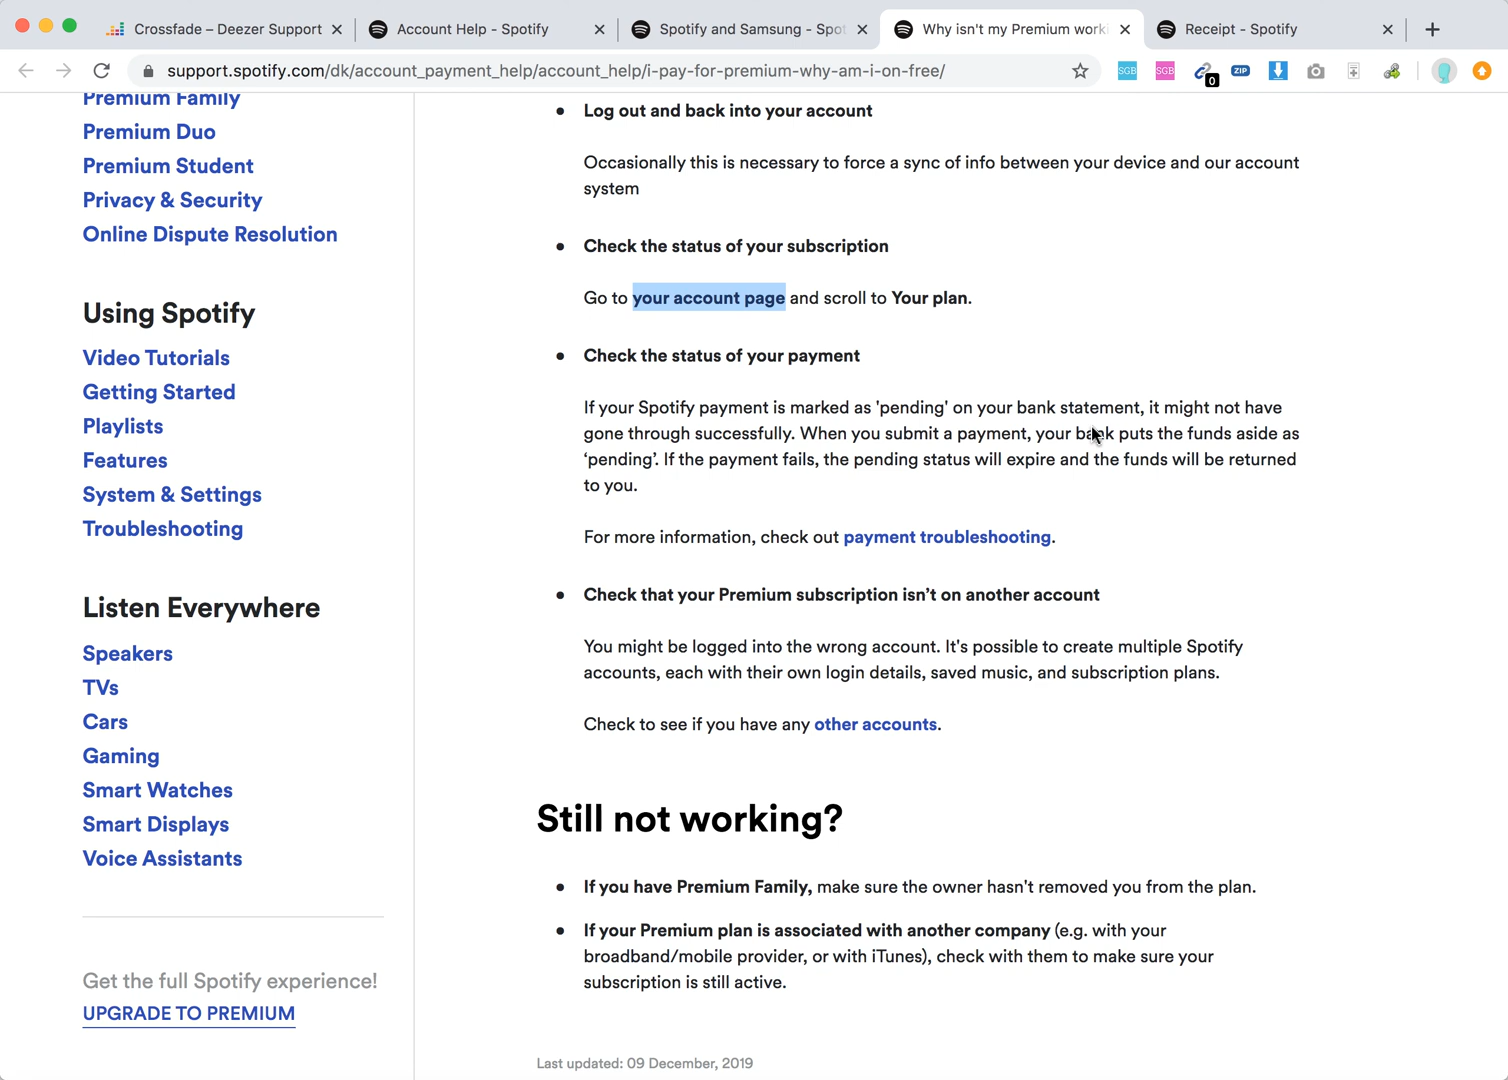 Crossfade – Deezer Support
Account Help - Spotify
Spotify and Samsung - Spot
Why isn't my Premium worki
Receipt - Spotify
support.spotify.com/dk/account_payment_help/account_help/i-pay-for-premium-why-am-i-on-free/
SGB
SGB
0
ZIP
Premium Family
Premium Duo
Premium Student
Privacy & Security
Online Dispute Resolution
Using Spotify
Video Tutorials
Getting Started
Playlists
Features
System & Settings
Troubleshooting
Listen Everywhere
Speakers
TVs
Cars
Gaming
Smart Watches
Smart Displays
Voice Assistants
Get the full Spotify experience!
UPGRADE TO PREMIUM
• Log out and back into your account
Occasionally this is necessary to force a sync of info between your device and our account
system
• Check the status of your subscription
Go to your account page and scroll to Your plan.
• Check the status of your payment
If your Spotify payment is marked as 'pending' on your bank statement, it might not have
gone through successfully. When you submit a payment, your bank puts the funds aside as
‘pending’. If the payment fails, the pending status will expire and the funds will be returned
to you.
For more information, check out payment troubleshooting.
• Check that your Premium subscription isn’t on another account
You might be logged into the wrong account. It's possible to create multiple Spotify
accounts, each with their own login details, saved music, and subscription plans.
Check to see if you have any other accounts.
Still not working?
• If you have Premium Family, make sure the owner hasn't removed you from the plan.
• If your Premium plan is associated with another company (e.g. with your
broadband/mobile provider, or with iTunes), check with them to make sure your
subscription is still active.
Last updated: 09 December, 2019